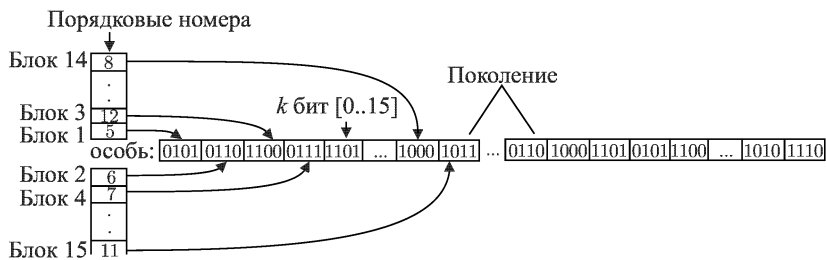 Порядковые номера
Блок 14 8
.
.
Блок 3 12
Блок 1 5
k бит [0..15]
Поколение
особь: 0101 0110 1100 0111 1101 ... 1000 1011 ... 0110 1000 1101 0101 1100 ... 1010 1110
Блок 2 6
Блок 4 7
.
.
Блок 15 11